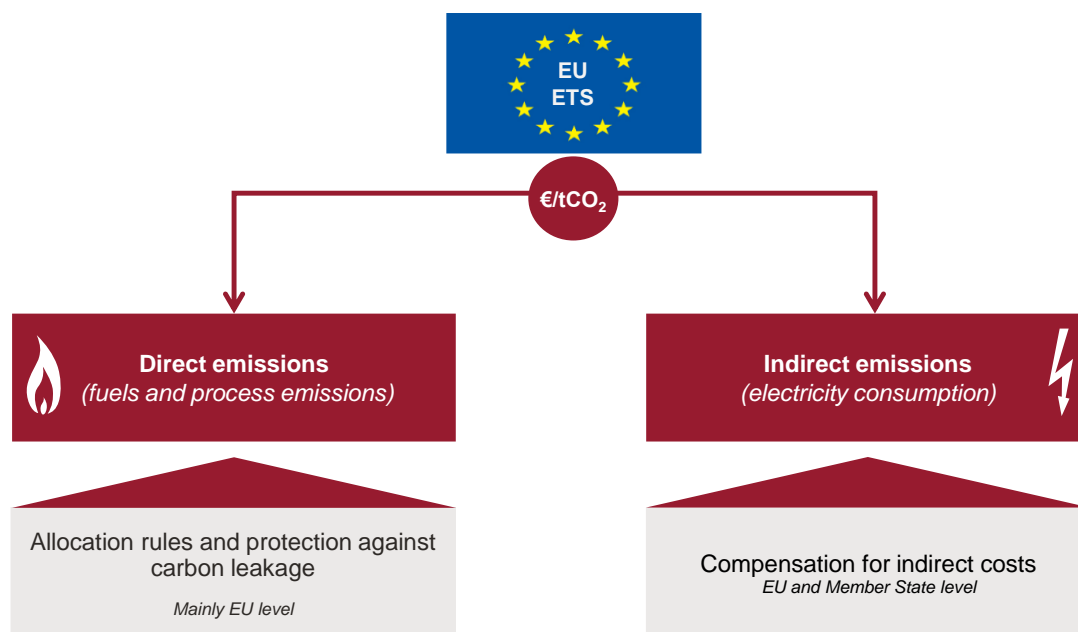 EU
ETS
€/tCO₂
Direct emissions
(fuels and process emissions)
Indirect emissions
(electricity consumption)
Allocation rules and protection against
carbon leakage
Mainly EU level
Compensation for indirect costs
EU and Member State level